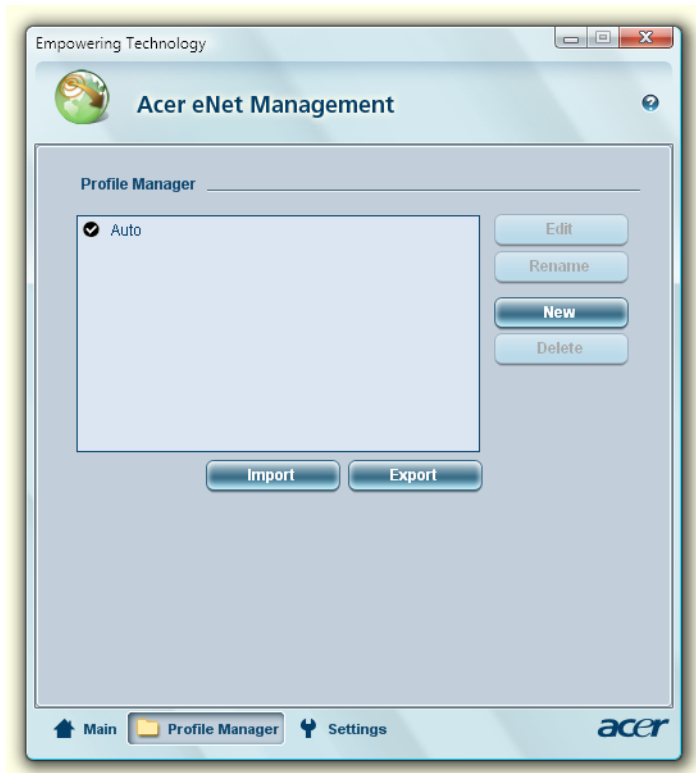 Empowering Technology
Acer eNet Management
Profile Manager
Auto
Edit
Rename
New
Delete
Import Export
Main Profile Manager Settings
acer